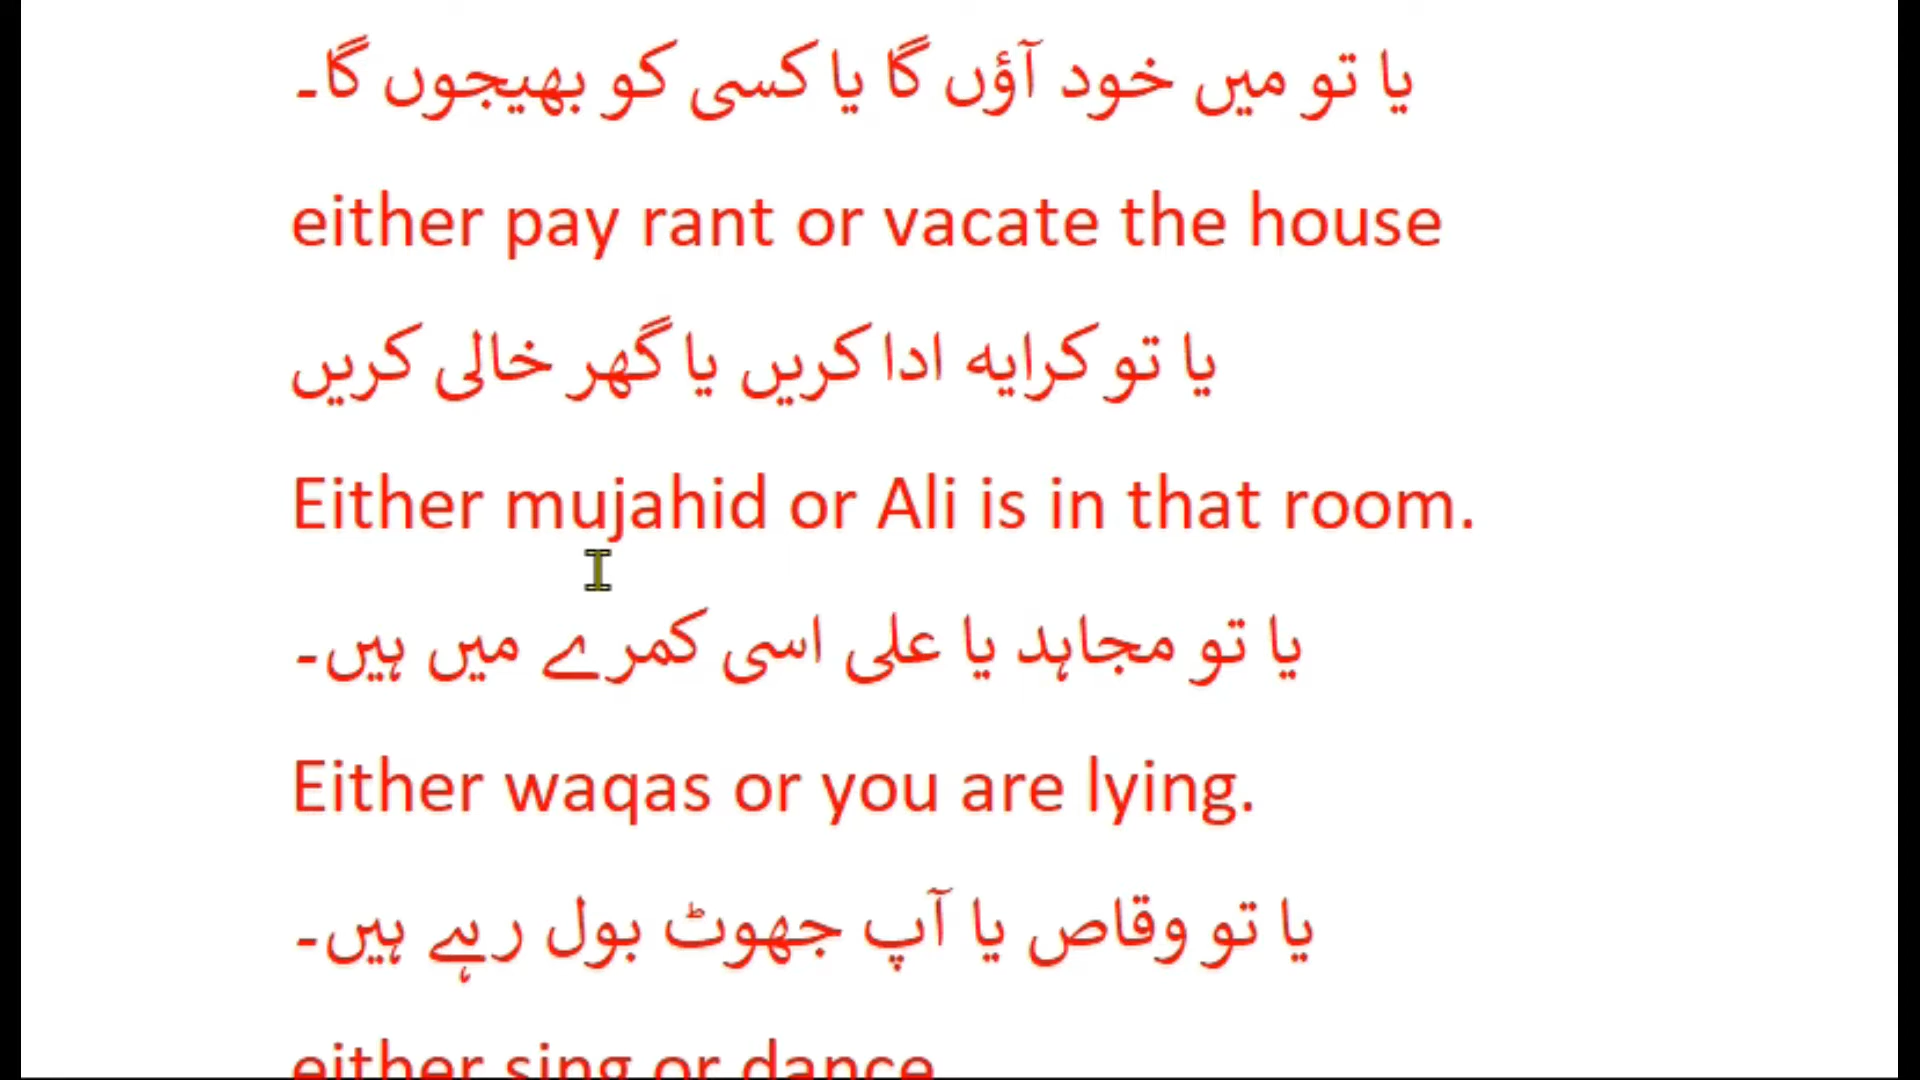 یا تو میں خود آؤں گا یا کسی کو بھیجوں گا۔
either pay rant or vacate the house
یا تو کرایہ ادا کریں یا گھر خالی کریں
Either mujahid or Ali is in that room.
یا تو مجاہد یا علی اسی کمرے میں ہیں۔
Either waqas or you are lying.
یا تو وقاص یا آپ جھوٹ بول رہے ہیں۔
either sing or dance